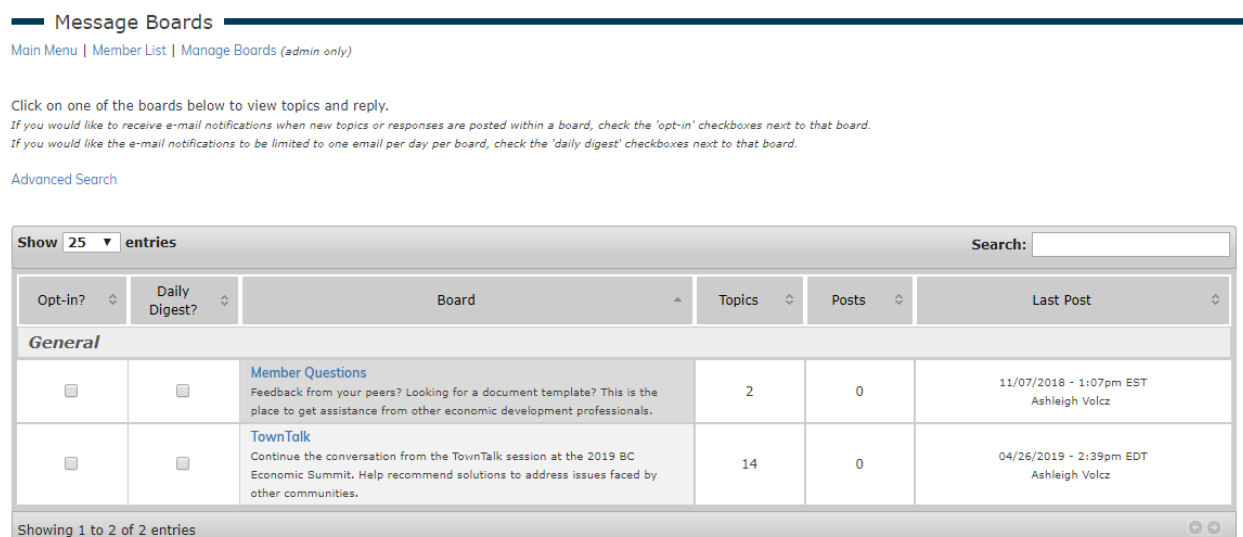 Message Boards
Main Menu | Member List | Manage Boards (admin only)
Click on one of the boards below to view topics and reply.
If you would like to receive e-mail notifications when new topics or responses are posted within a board, check the 'opt-in' checkboxes next to that board.
If you would like the e-mail notifications to be limited to one email per day per board, check the 'daily digest' checkboxes next to that board.
Advanced Search
Show 25 entries Search:
Opt-in? Daily Digest? Board Topics Posts Last Post
General
Member Questions
Feedback from your peers? Looking for a document template? This is the
place to get assistance from other economic development professionals.
2 0 11/07/2018 - 1:07pm EST
Ashleigh Volcz
TownTalk
Continue the conversation from the TownTalk session at the 2019 BC
Economic Summit. Help recommend solutions to address issues faced by
other communities.
14 0 04/26/2019 - 2:39pm EDT
Ashleigh Volcz
Showing 1 to 2 of 2 entries